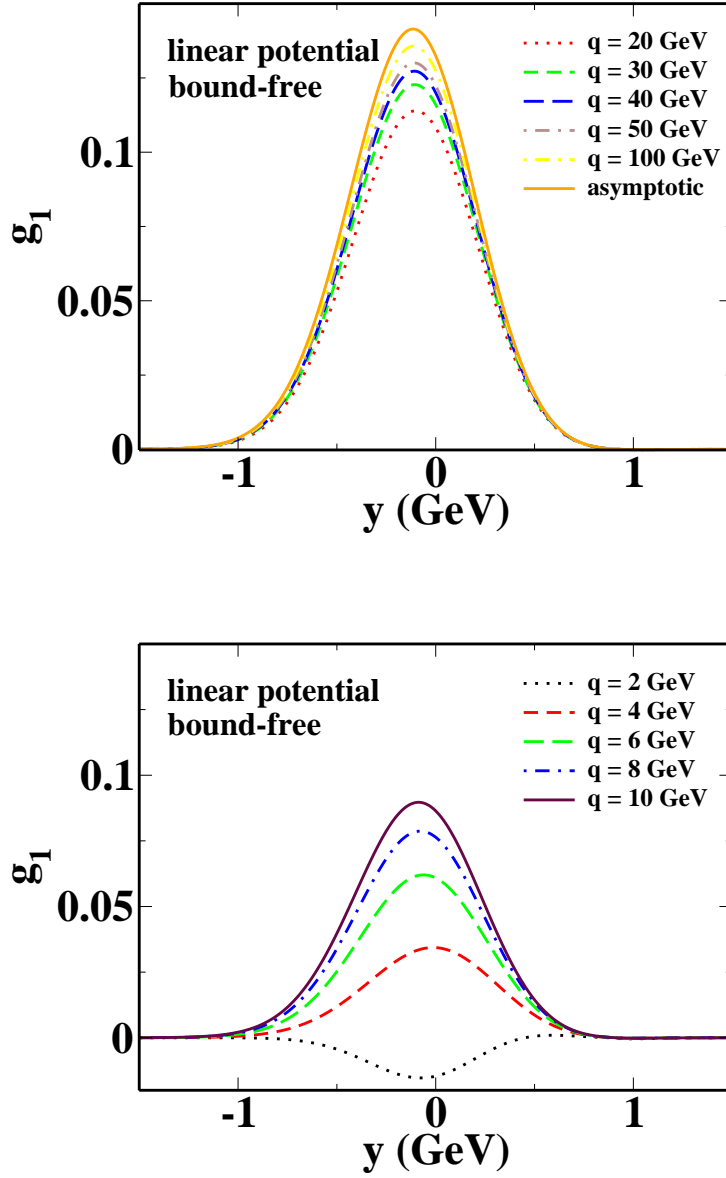 linear potential
bound-free
q = 20 GeV
q = 30 GeV
q = 40 GeV
q = 50 GeV
q = 100 GeV
asymptotic
0.1
0.05
0
g1
-1
0
1
y (GeV)
linear potential
bound-free
q = 2 GeV
q = 4 GeV
q = 6 GeV
q = 8 GeV
q = 10 GeV
0.1
0.05
0
g1
-1
0
1
y (GeV)